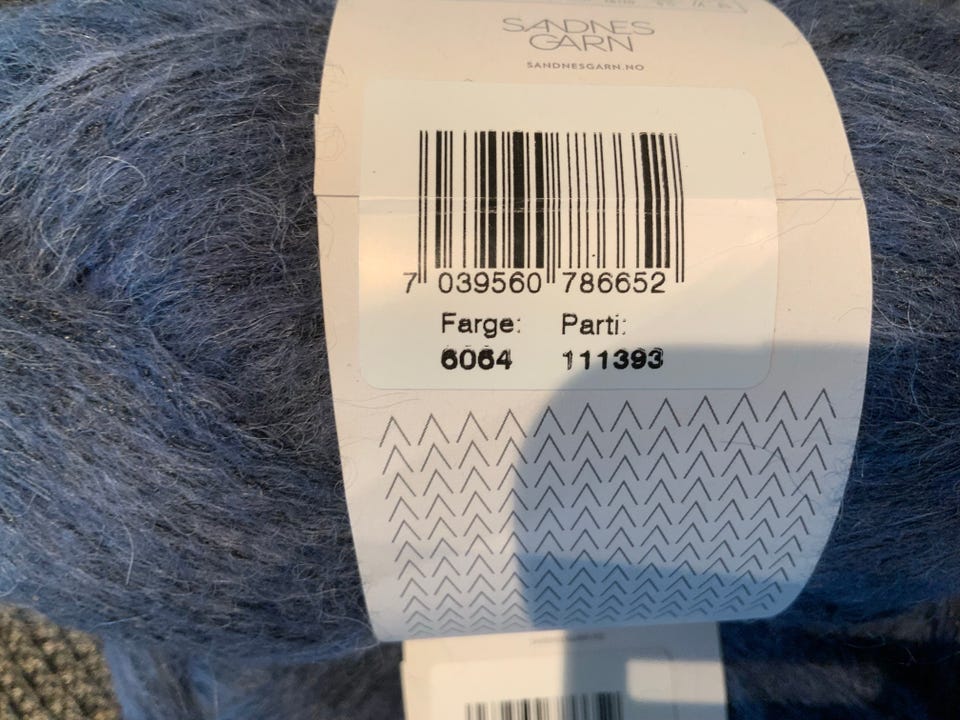 SANDNES
GARN
SANDNESGARN.NO
7 039560 786652
Farge: Parti:
6064 111393